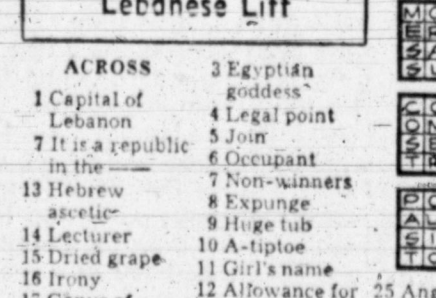 Lebanese Lift
ACROSS
1 Capital of
Lebanon
7 It is a republic
in the ——
13 Hebrew
ascetic
14 Lecturer
15 Dried grape
16 Irony
3 Egyptian
goddess
4 Legal point
5 Join
6 Occupant
7 Non-winners
8 Expunge
9 Huge tub
10 A-tiptoe
11 Girl's name
12 Allowance for
25